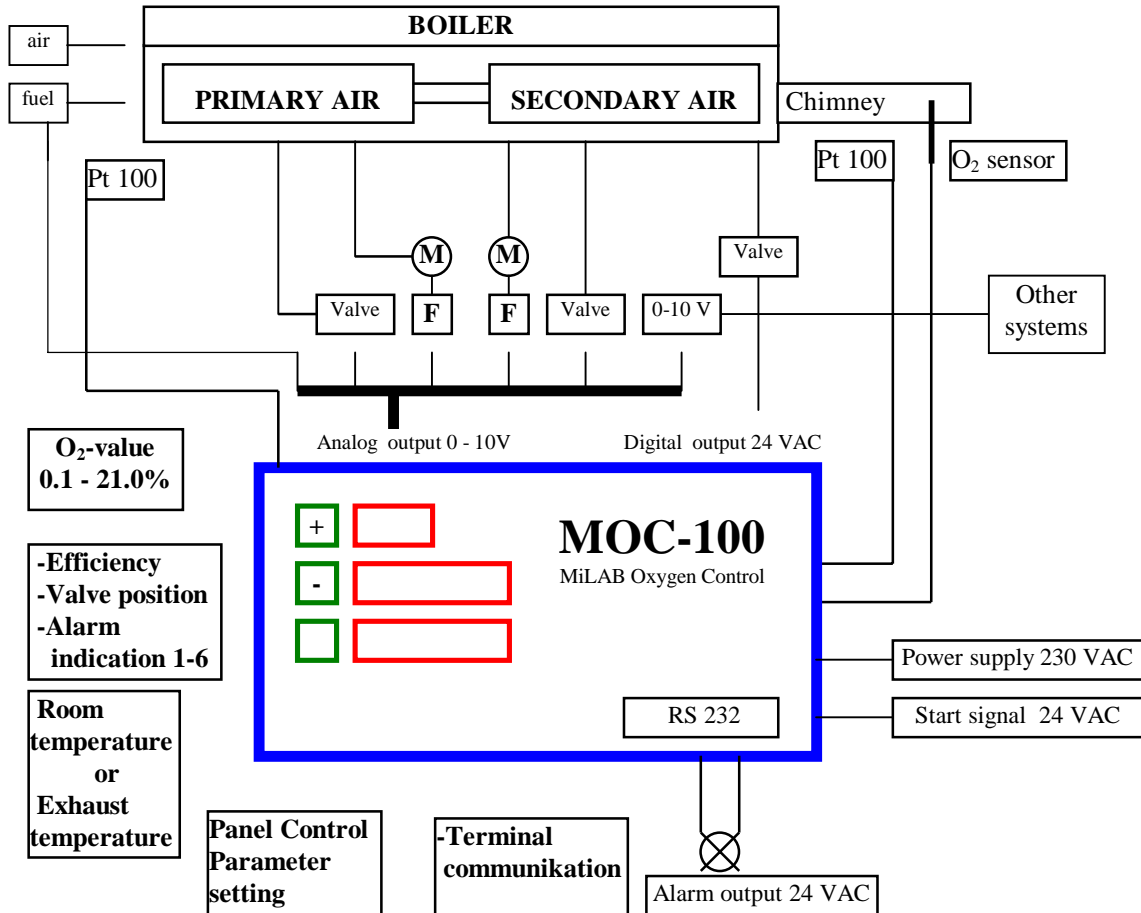 BOILER
air
fuel
PRIMARY AIR
SECONDARY AIR
Chimney
Pt 100
Pt 100
O₂ sensor
M
M
Valve
Valve
F
F
Valve
0-10 V
Other
systems
Analog output 0 - 10V
Digital output 24 VAC
O₂-value
0.1 - 21.0%
+
MOC-100
MiLAB Oxygen Control
-
-Efficiency
-Valve position
-Alarm
indication 1-6
Power supply 230 VAC
RS 232
Start signal 24 VAC
Room
temperature
or
Exhaust
temperature
Panel Control
Parameter
setting
-Terminal
communikation
Alarm output 24 VAC